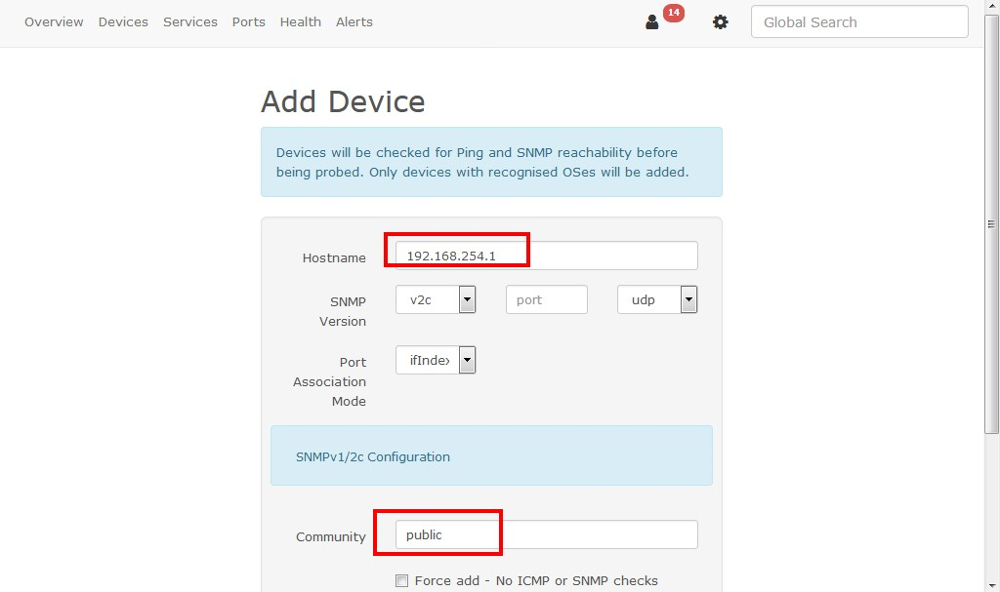 Overview Devices Services Ports Health Alerts 14 Global Search
Add Device
Devices will be checked for Ping and SNMP reachability before
being probed. Only devices with recognised OSes will be added.
Hostname 192.168.254.1
SNMP Version v2c port udp
Port Association Mode ifIndex
SNMPv1/2c Configuration
Community public
Force add - No ICMP or SNMP checks